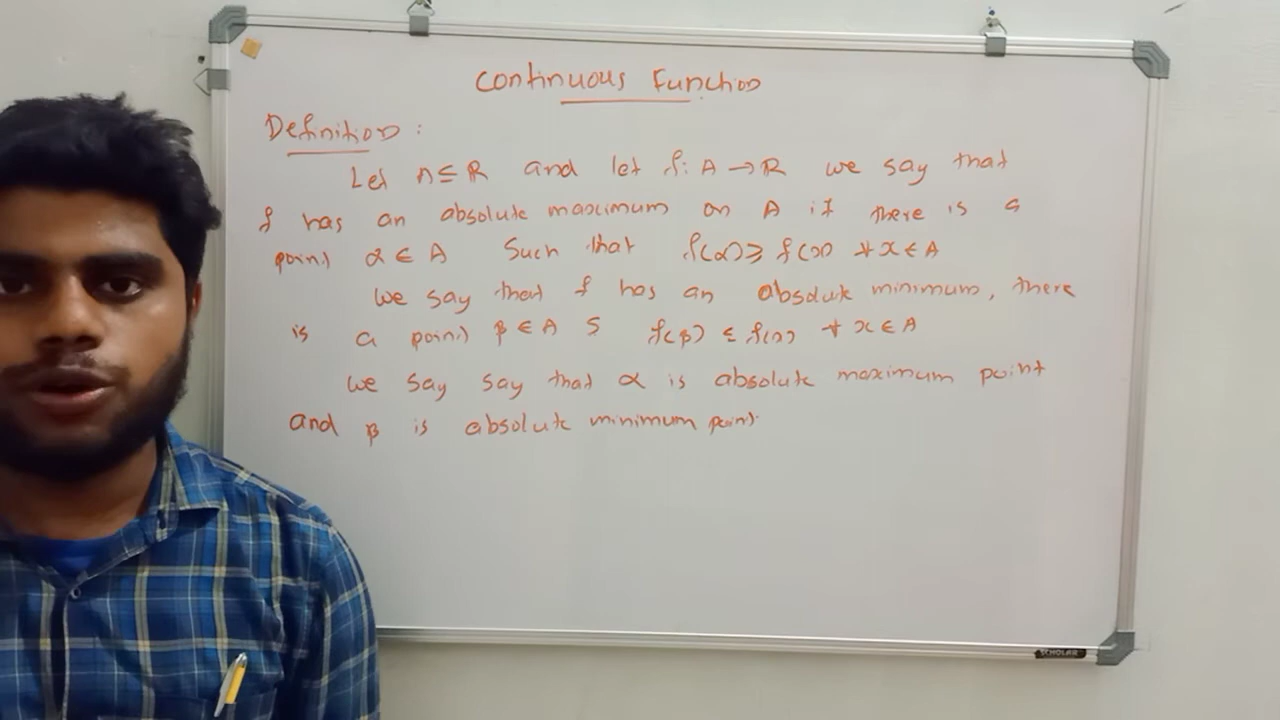 Continuous Function
Definition:
Let A ⊆ R and let f: A → R we say that
f has an absolute maximum on A if there is a
point α ∈ A Such that f(α) ≥ f(x) ∀ x ∈ A
We say that f has an absolute minimum, there
is a point β ∈ A S f(β) ≤ f(x) ∀ x ∈ A
we say say that α is absolute maximum point
and β is absolute minimum point.
SCHOLAR